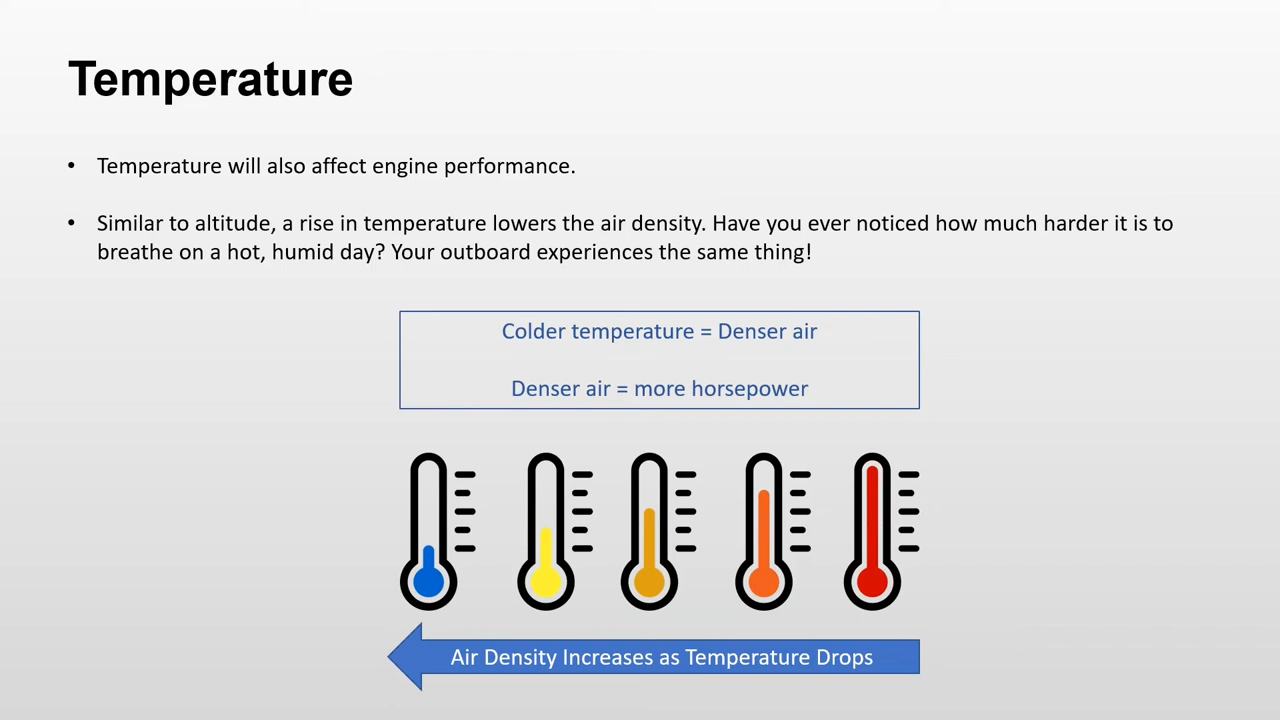 Temperature
• Temperature will also affect engine performance.
• Similar to altitude, a rise in temperature lowers the air density. Have you ever noticed how much harder it is to
breathe on a hot, humid day? Your outboard experiences the same thing!
Colder temperature = Denser air
Denser air = more horsepower
Air Density Increases as Temperature Drops